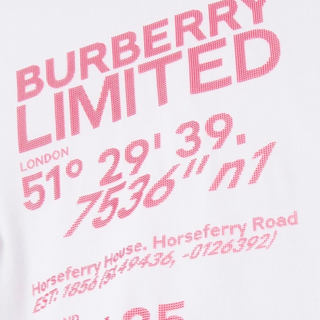 BURBERRY
LIMITED
LONDON
51° 29' 39.
7536" n1
Horseferry House. Horseferry Road
EST: 1856 (51.49436, -0126392)